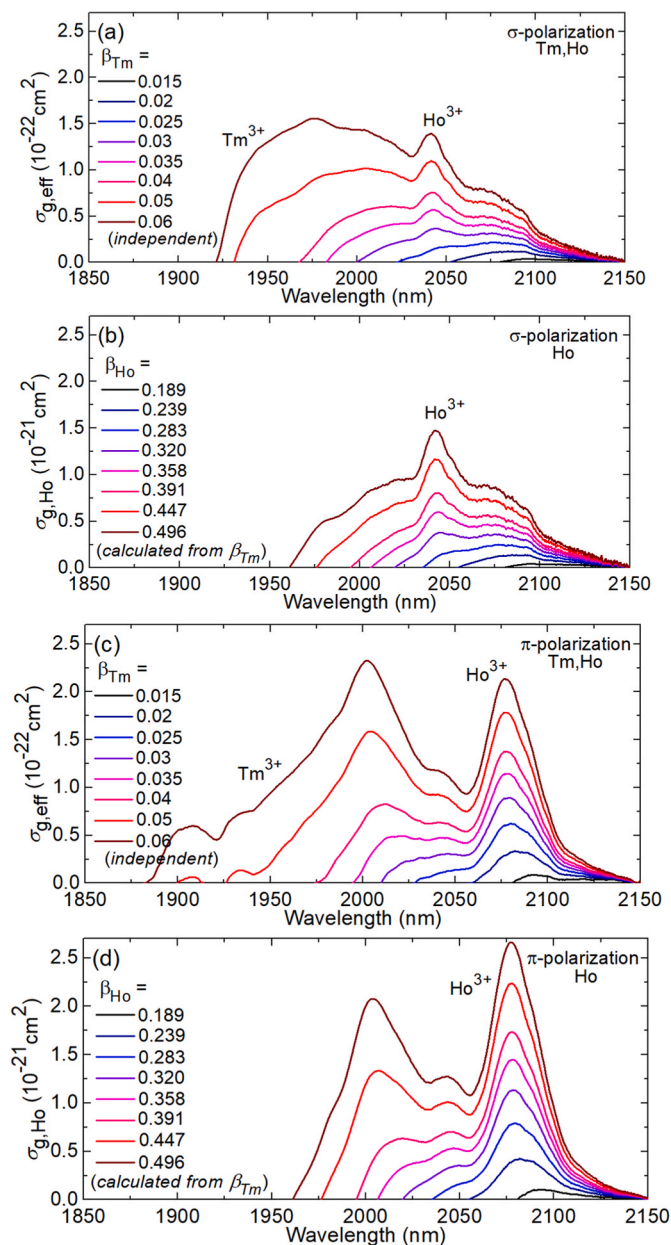 (a)
σ-polarization
Tm,Ho
β_Tm =
0.015
0.02
0.025
0.03
0.035
0.04
0.05
0.06
(independent)
Tm³⁺
Ho³⁺
σ_g,eff (10⁻²² cm²)
2.5
2.0
1.5
1.0
0.5
0.0
1850 1900 1950 2000 2050 2100 2150
Wavelength (nm)
(b)
σ-polarization
Ho
β_Ho =
0.189
0.239
0.283
0.320
0.358
0.391
0.447
0.496
(calculated from β_Tm)
Ho³⁺
σ_g,Ho (10⁻²¹ cm²)
2.5
2.0
1.5
1.0
0.5
0.0
1850 1900 1950 2000 2050 2100 2150
Wavelength (nm)
(c)
π-polarization
Tm,Ho
β_Tm =
0.015
0.02
0.025
0.03
0.035
0.04
0.05
0.06
(independent)
Tm³⁺
Ho³⁺
σ_g,eff (10⁻²² cm²)
2.5
2.0
1.5
1.0
0.5
0.0
1850 1900 1950 2000 2050 2100 2150
Wavelength (nm)
(d)
π-polarization
Ho
β_Ho =
0.189
0.239
0.283
0.320
0.358
0.391
0.447
0.496
(calculated from β_Tm)
Ho³⁺
σ_g,Ho (10⁻²¹ cm²)
2.5
2.0
1.5
1.0
0.5
0.0
1850 1900 1950 2000 2050 2100 2150
Wavelength (nm)